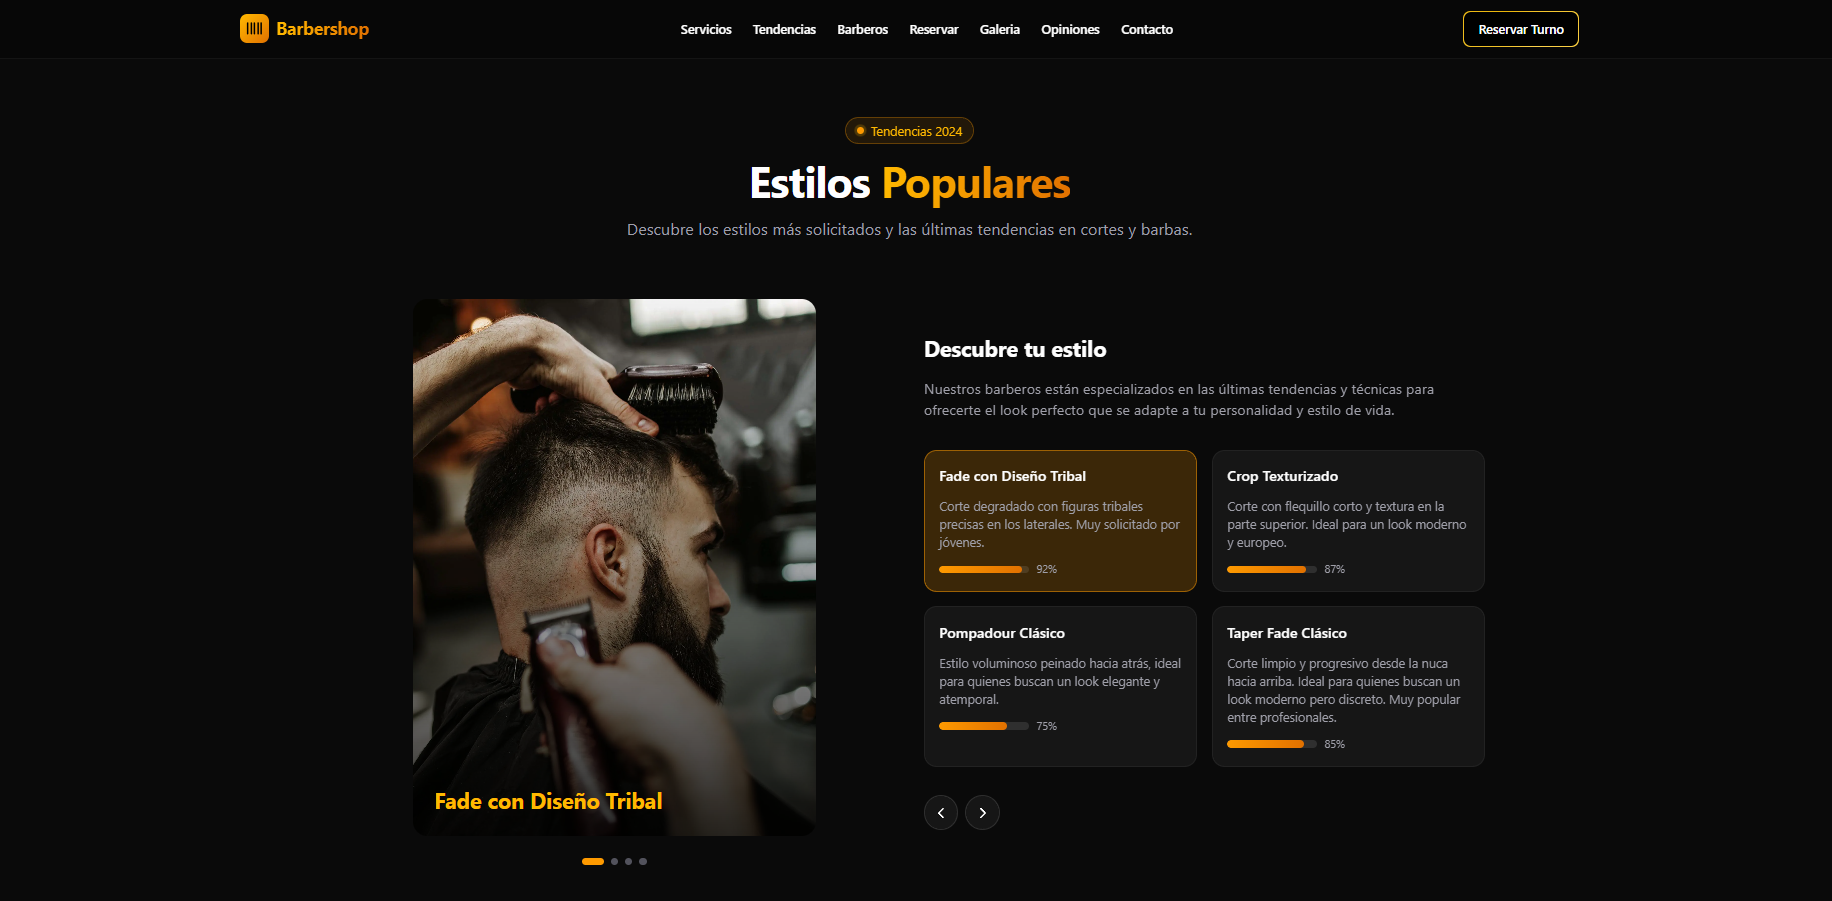 Barbershop
Servicios
Tendencias
Barberos
Reservar
Galeria
Opiniones
Contacto
Reservar Turno
Tendencias 2024
Estilos Populares
Descubre los estilos más solicitados y las últimas tendencias en cortes y barbas.
Fade con Diseño Tribal
Descubre tu estilo
Nuestros barberos están especializados en las últimas tendencias y técnicas para
ofrecerte el look perfecto que se adapte a tu personalidad y estilo de vida.
Fade con Diseño Tribal
Corte degradado con figuras tribales
precisas en los laterales. Muy solicitado por
jóvenes.
92%
Crop Texturizado
Corte con flequillo corto y textura en la
parte superior. Ideal para un look moderno
y europeo.
87%
Pompadour Clásico
Estilo voluminoso peinado hacia atrás, ideal
para quienes buscan un look elegante y
atemporal.
75%
Taper Fade Clásico
Corte limpio y progresivo desde la nuca
hacia arriba. Ideal para quienes buscan un
look moderno pero discreto. Muy popular
entre profesionales.
85%